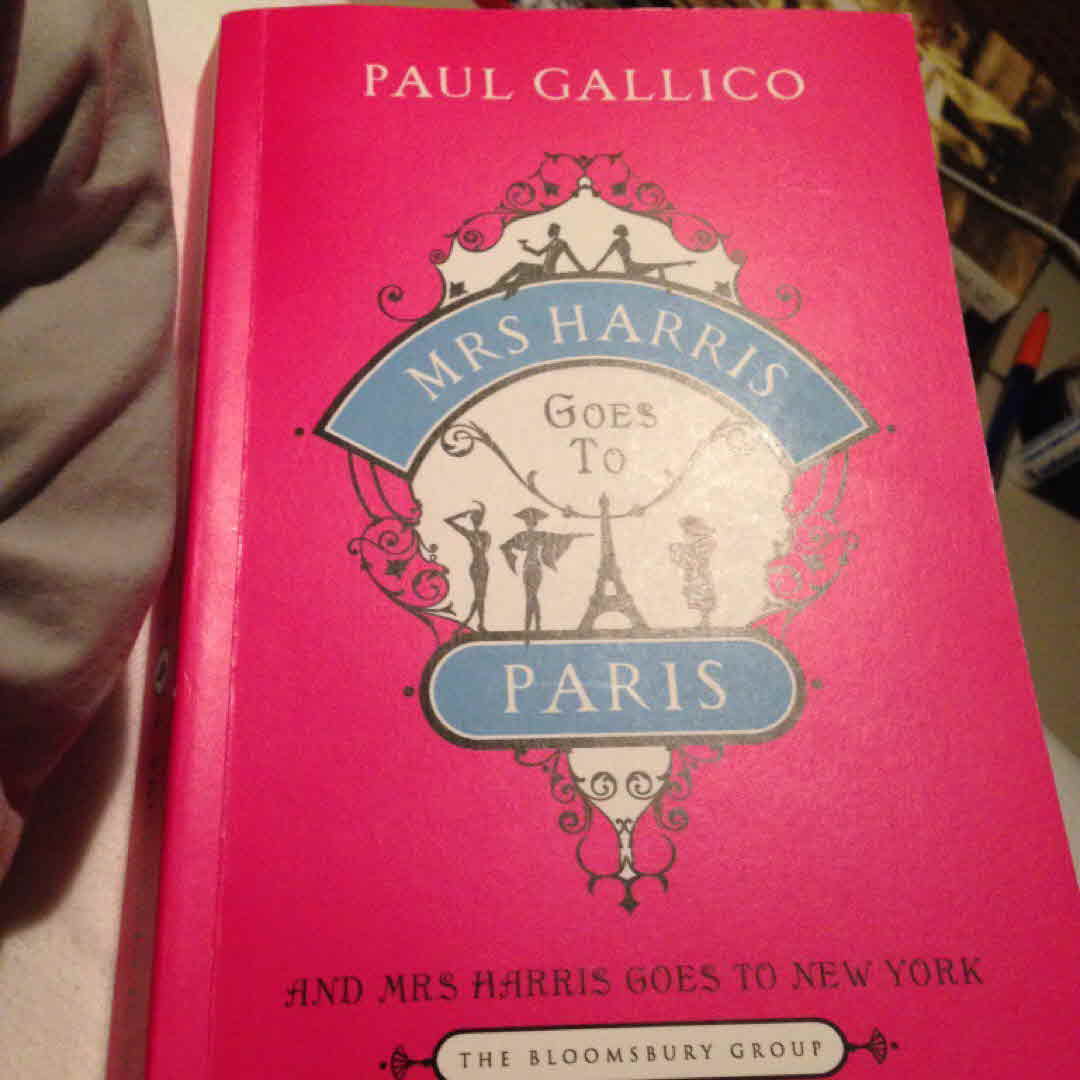 PAUL GALLICO
MRS HARRIS
GOES
TO
PARIS
AND MRS HARRIS GOES TO NEW YORK
THE BLOOMSBURY GROUP